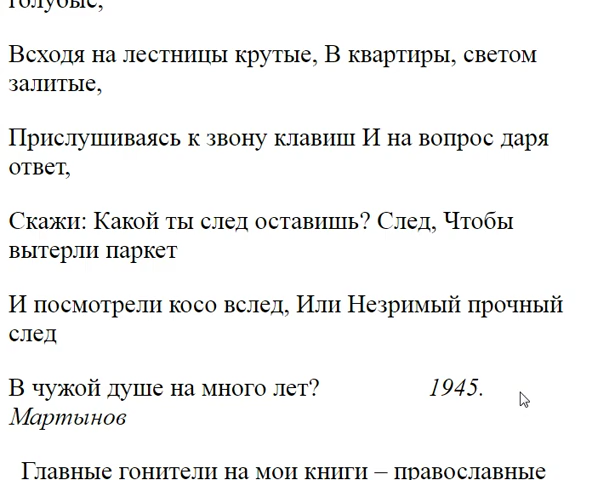 голубые,
Всходя на лестницы крутые, В квартиры, светом
залитые,
Прислушиваясь к звону клавиш И на вопрос даря
ответ,
Скажи: Какой ты след оставишь? След, Чтобы
вытерли паркет
И посмотрели косо вслед, Или Незримый прочный
след
В чужой душе на много лет? 1945.
Мартынов
Главные гонители на мои книги – православные